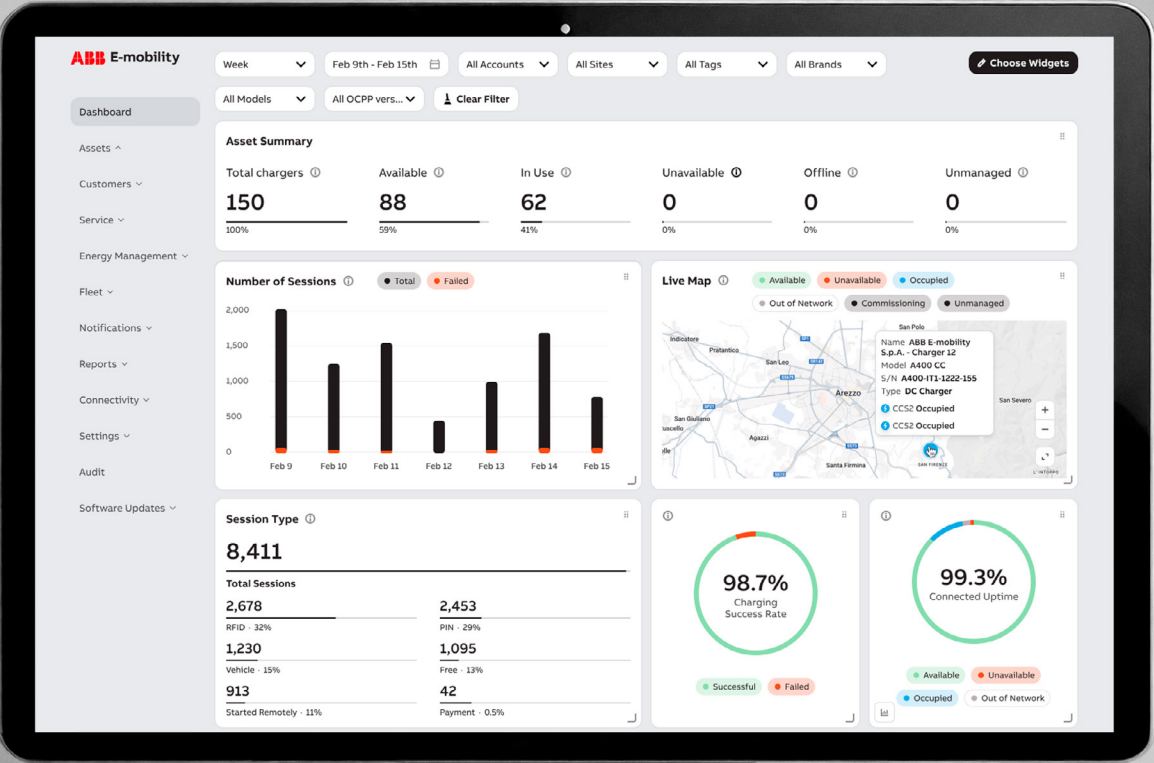 ABB E-mobility
Week
Feb 9th - Feb 15th
All Accounts
All Sites
All Tags
All Brands
Choose Widgets
All Models
All OCPP vers...
Clear Filter
Dashboard
Assets
Customers
Service
Energy Management
Fleet
Notifications
Reports
Connectivity
Settings
Audit
Software Updates
Asset Summary
Total chargers
150
100%
Available
88
59%
In Use
62
41%
Unavailable
0
0%
Offline
0
0%
Unmanaged
0
0%
Number of Sessions
Total
Failed
2,000
1,500
1,000
500
0
Feb 9
Feb 10
Feb 11
Feb 12
Feb 13
Feb 14
Feb 15
Live Map
Available
Unavailable
Occupied
Out of Network
Commissioning
Unmanaged
Indicatore
Pratantico
San Leo
San Polo
Arezzo
San Giuliano
Agazzi
Santa Firmina
San Severo
SAN FIRENZE
L'INTOPPO
Name ABB E-mobility
S.p.A. - Charger 12
Model A400 CC
S/N A400-IT1-1222-155
Type DC Charger
CCS2 Occupied
CCS2 Occupied
Session Type
8,411
Total Sessions
2,678
RFID · 32%
2,453
PIN · 29%
1,230
Vehicle · 15%
1,095
Free · 13%
913
Started Remotely · 11%
42
Payment · 0.5%
98.7%
Charging
Success Rate
Successful
Failed
99.3%
Connected Uptime
Available
Unavailable
Occupied
Out of Network